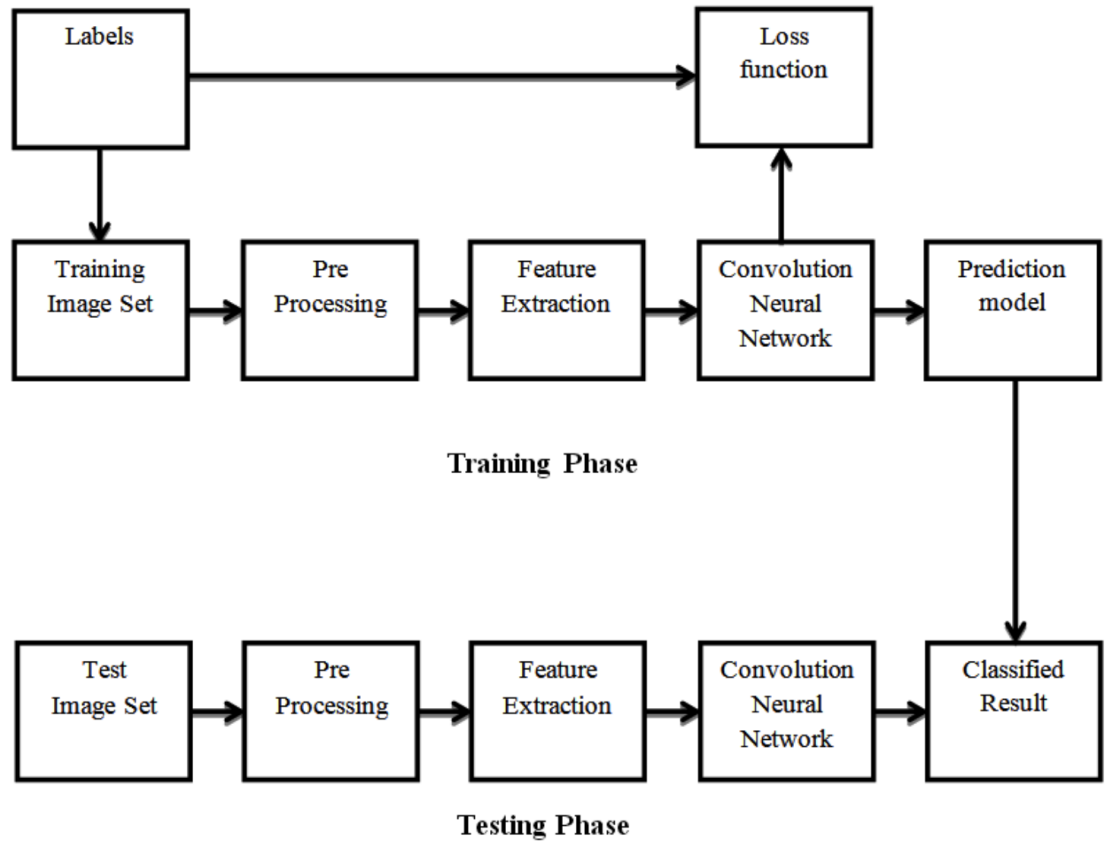 Labels
Loss
function
Training
Image Set
Pre
Processing
Feature
Extraction
Convolution
Neural
Network
Prediction
model
Training Phase
Test
Image Set
Pre
Processing
Feature
Extraction
Convolution
Neural
Network
Classified
Result
Testing Phase